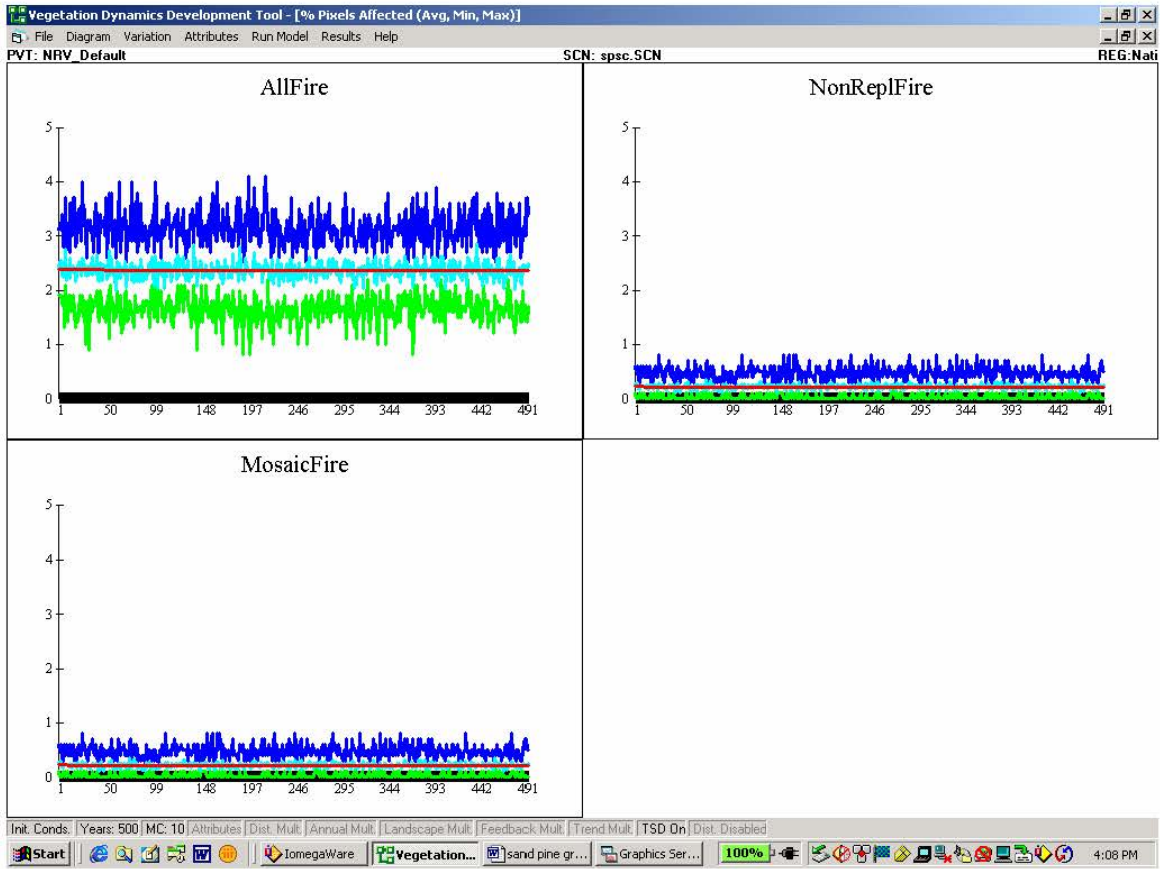 Vegetation Dynamics Development Tool - [% Pixels Affected (Avg, Min, Max)]
File Diagram Variation Attributes Run Model Results Help
PVT: NRV_Default SCN: spsc.SCN REG:Nati
AllFire
5
4
3
2
1
0
1 50 99 148 197 246 295 344 393 442 491
NonReplFire
5
4
3
2
1
0
1 50 99 148 197 246 295 344 393 442 491
MosaicFire
5
4
3
2
1
0
1 50 99 148 197 246 295 344 393 442 491
Init. Conds. Years: 500 MC: 10 Attributes Dist. Mult. Annual Mult. Landscape Mult. Feedback Mult. Trend Mult. TSD On Dist. Disabled
Start IomegaWare Vegetation... sand pine gr... Graphics Ser... 100% 4:08 PM